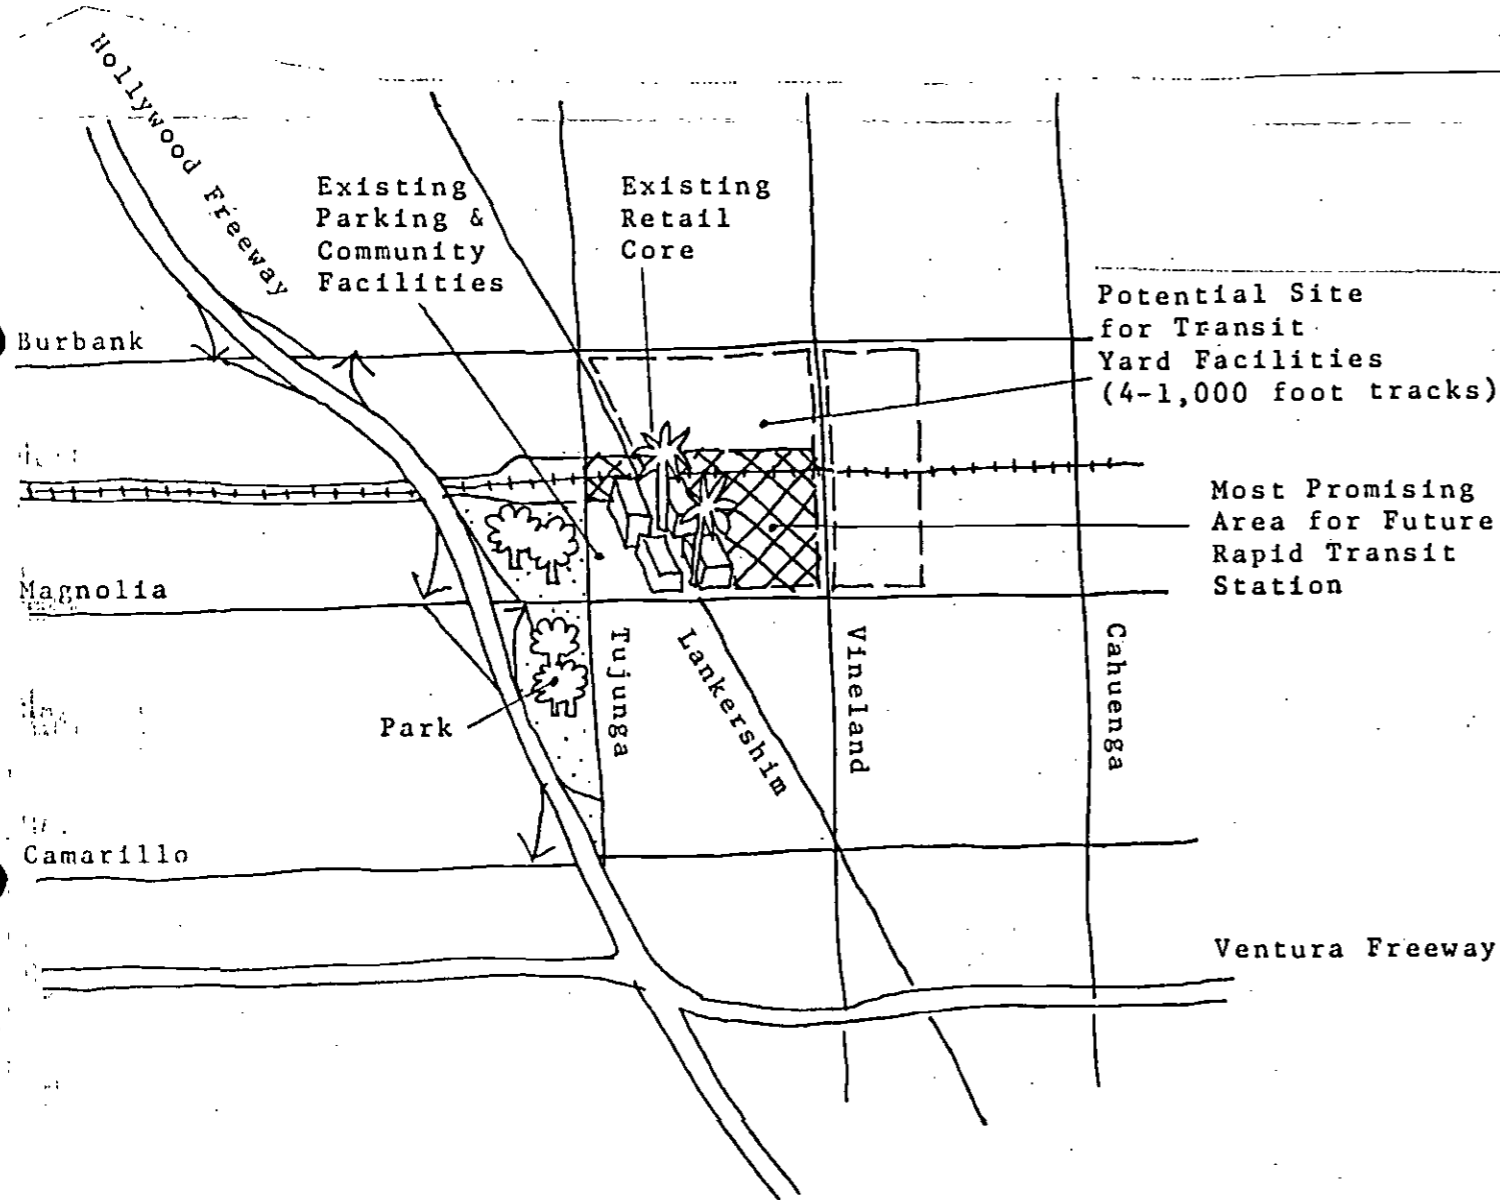 Hollywood Freeway
Existing
Parking &
Community
Facilities
Existing
Retail
Core
Burbank
Potential Site
for Transit
Yard Facilities
(4-1,000 foot tracks)
Most Promising
Area for Future
Rapid Transit
Station
Magnolia
Tujunga
Lankershim
Vineland
Cahuenga
Park
Camarillo
Ventura Freeway